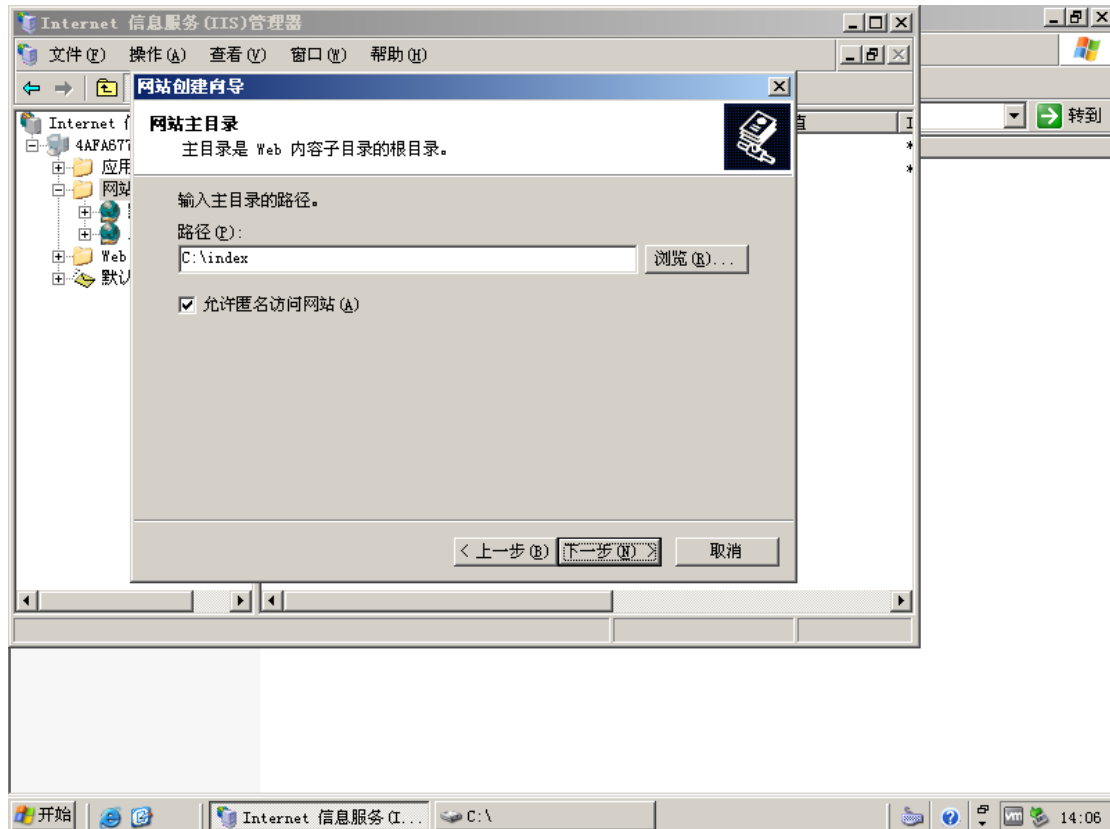 Internet 信息服务(IIS)管理器
文件(F) 操作(A) 查看(V) 窗口(W) 帮助(H)
网站创建向导
网站主目录
主目录是 Web 内容子目录的根目录。
输入主目录的路径。
路径(P):
C:\index
浏览(R)...
允许匿名访问网站(A)
< 上一步(B)
下一步(N) >
取消
Internet
4AFA677
应用
网站
Web
默认
值
转到
开始
Internet 信息服务(I...
C:\
14:06